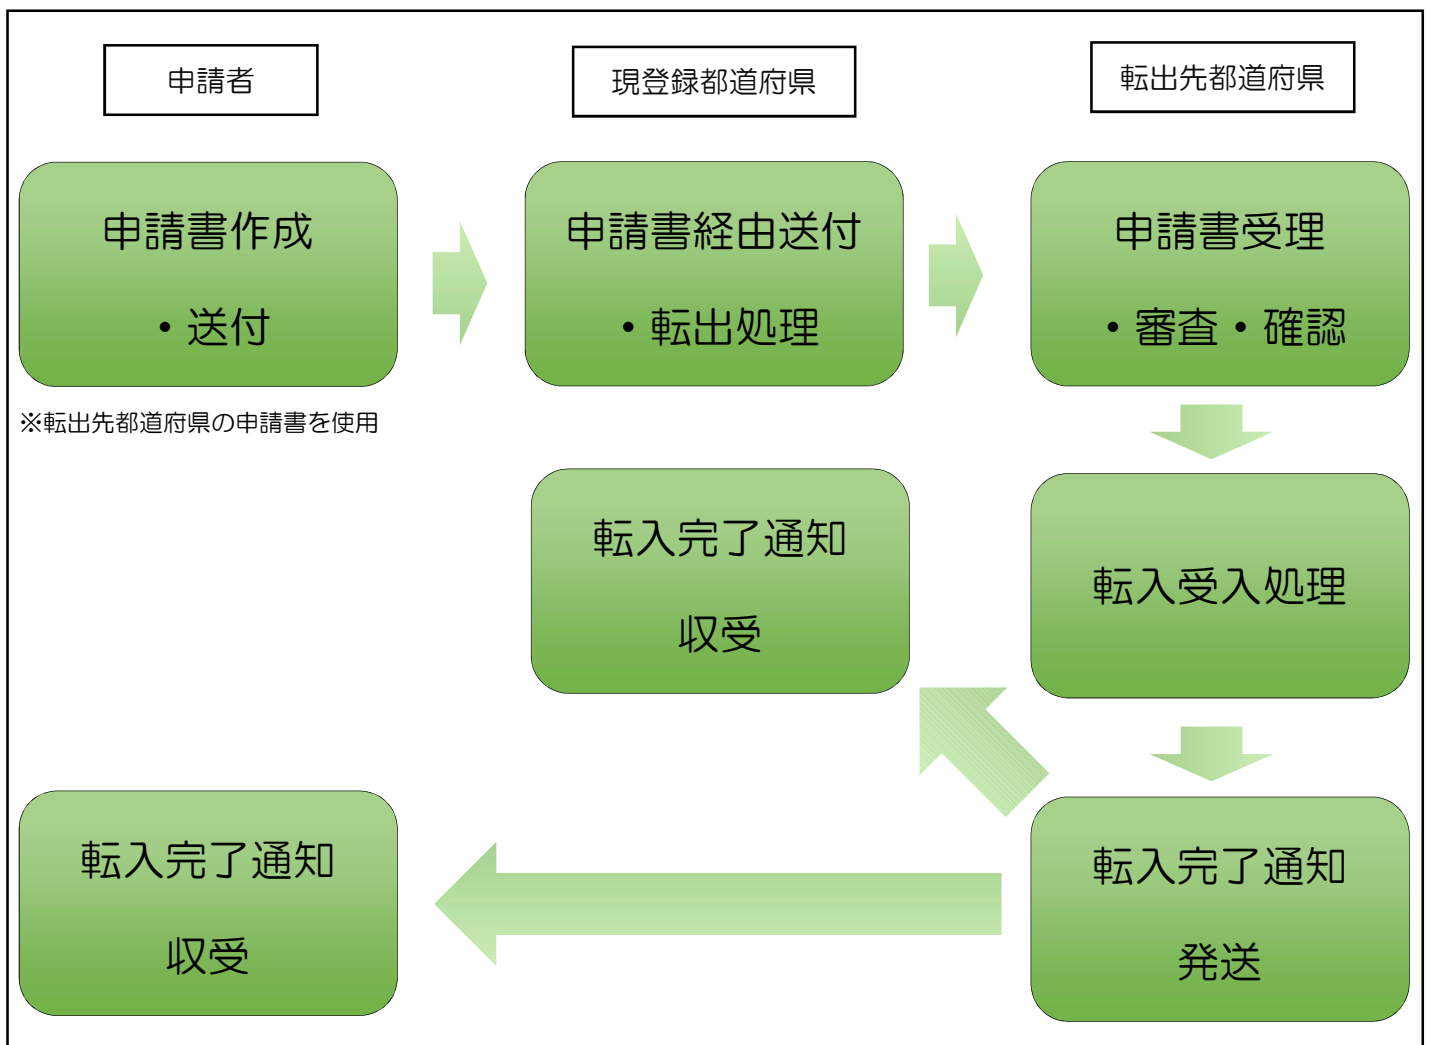 申請者
現登録都道府県
転出先都道府県
申請書作成
・送付
申請書経由送付
・転出処理
申請書受理
・審査・確認
※転出先都道府県の申請書を使用
転入完了通知
収受
転入受入処理
転入完了通知
収受
転入完了通知
発送